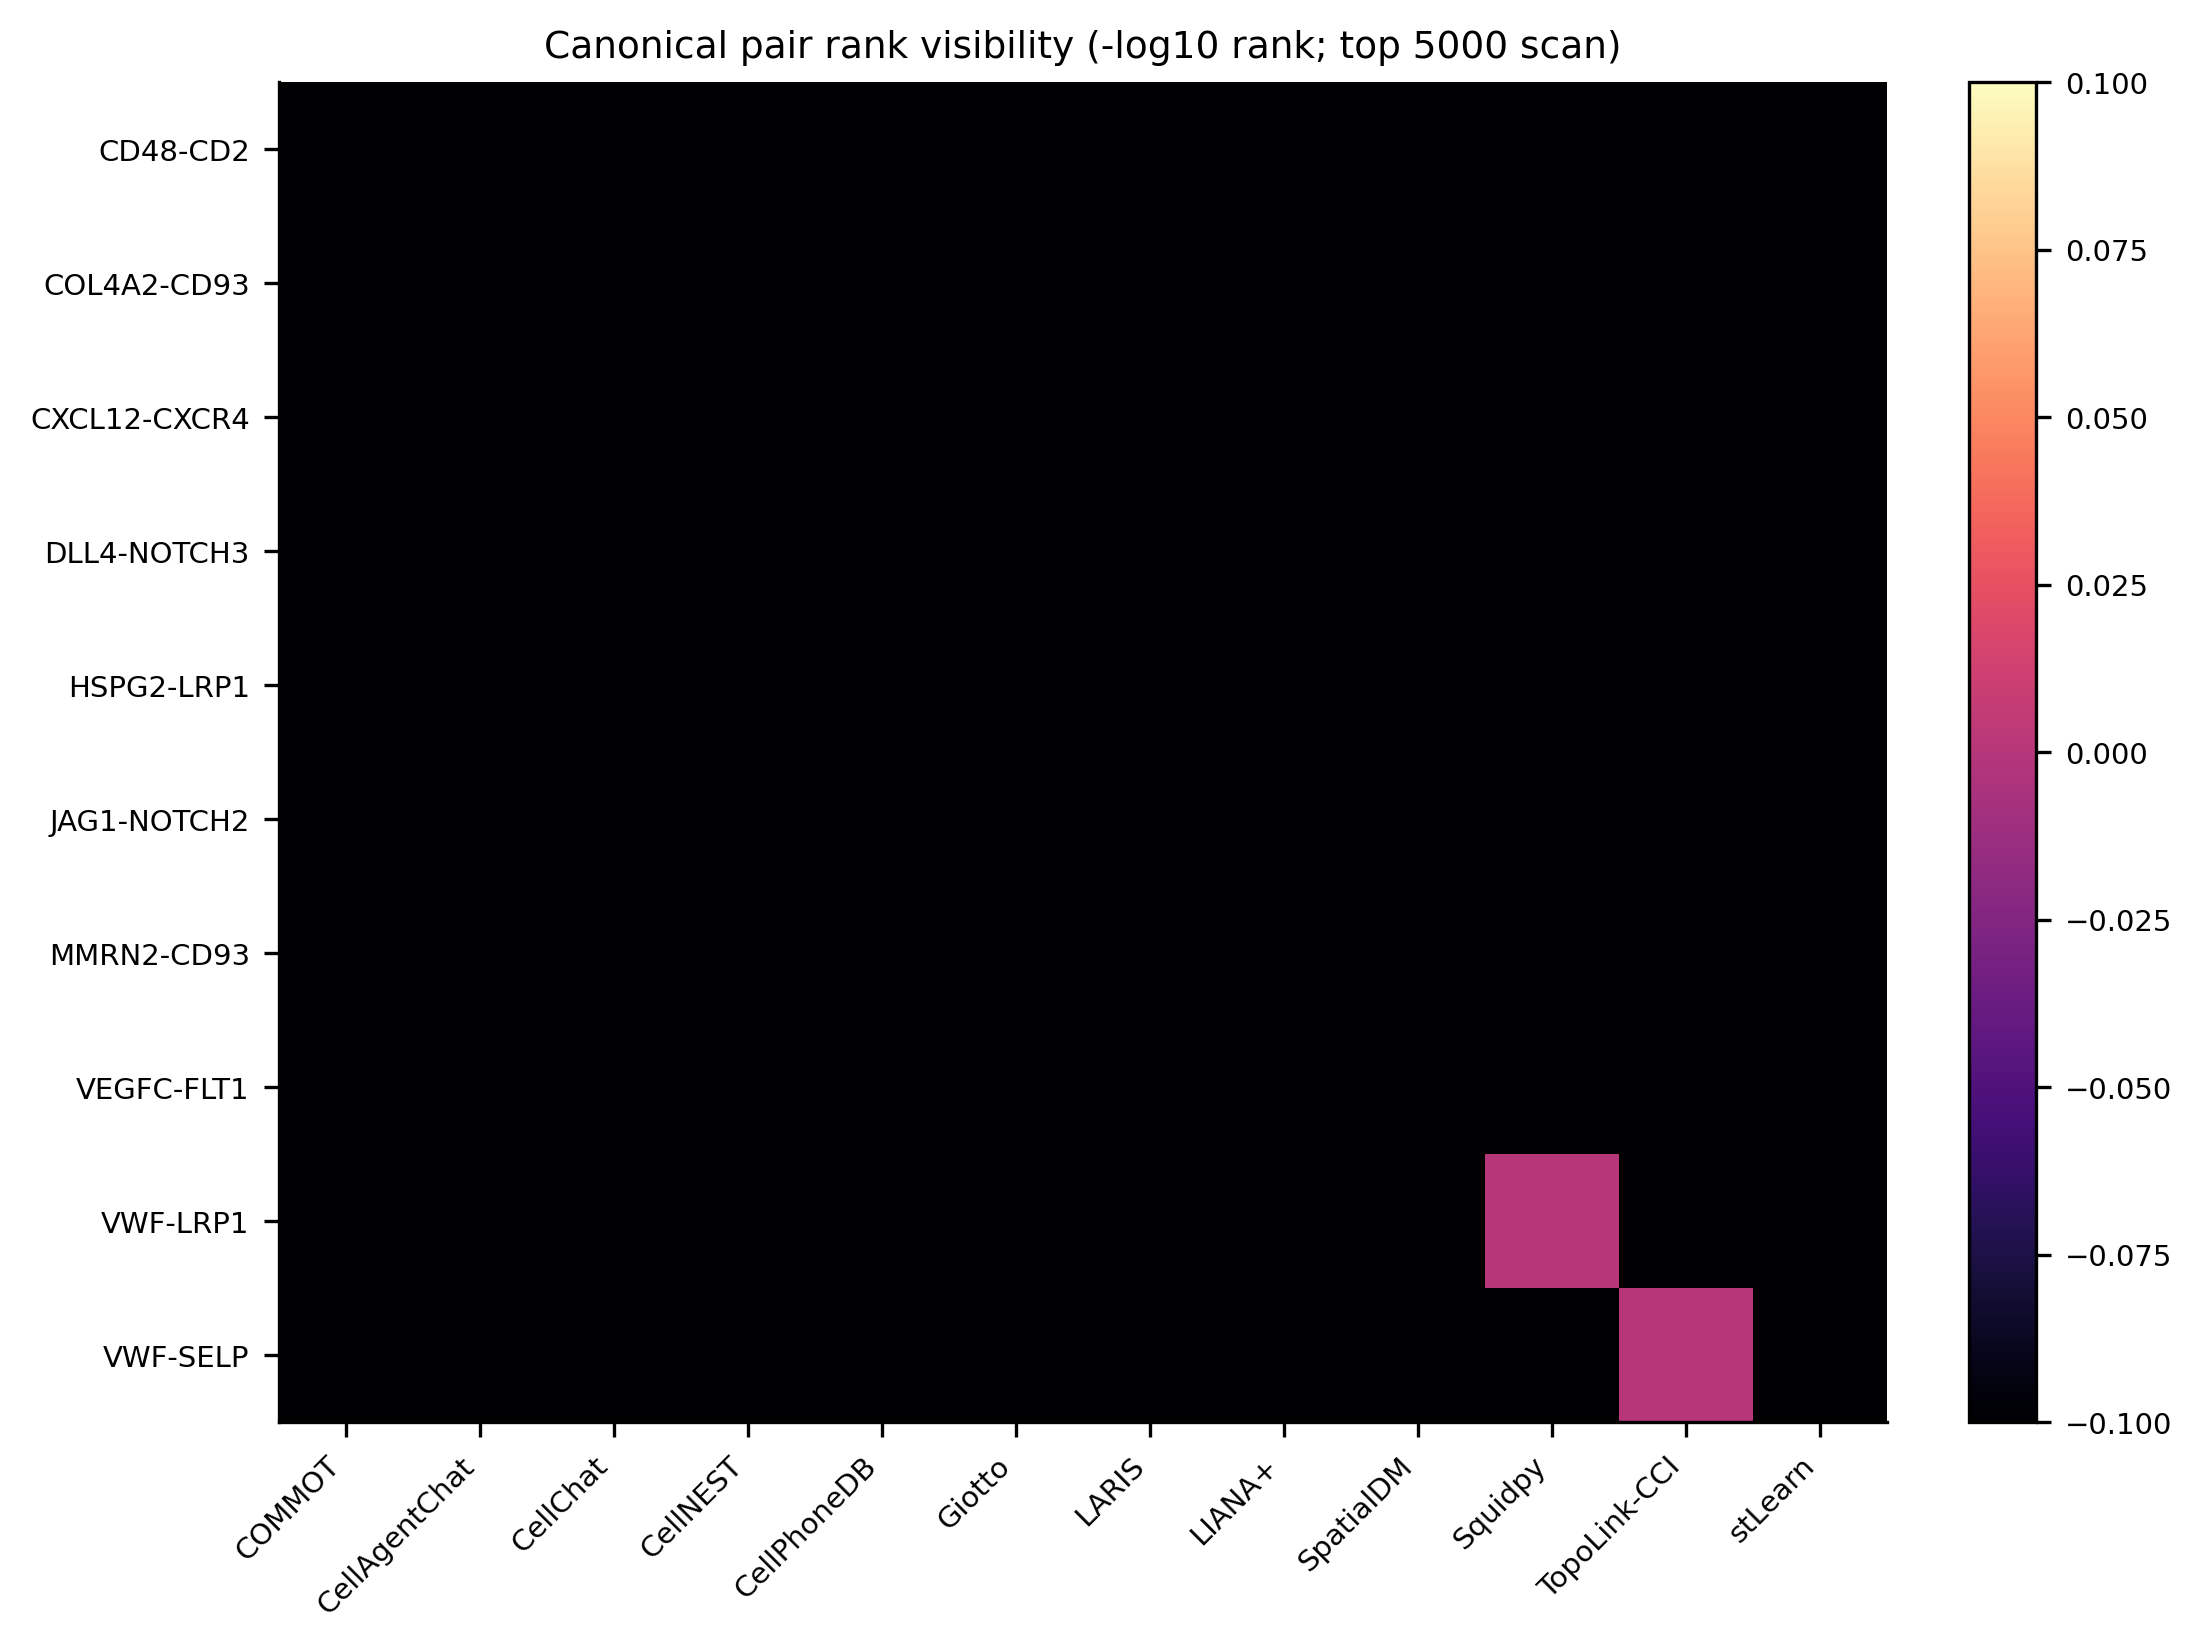 Canonical pair rank visibility (-log10 rank; top 5000 scan)
CD48-CD2
COL4A2-CD93
CXCL12-CXCR4
DLL4-NOTCH3
HSPG2-LRP1
JAG1-NOTCH2
MMRN2-CD93
VEGFC-FLT1
VWF-LRP1
VWF-SELP
COMMOT
CellAgentChat
CellChat
CellNEST
CellPhoneDB
Giotto
LARIS
LIANA+
SpatialDM
Squidpy
TopoLink-CCI
stLearn
0.100
0.075
0.050
0.025
0.000
−0.025
−0.050
−0.075
−0.100